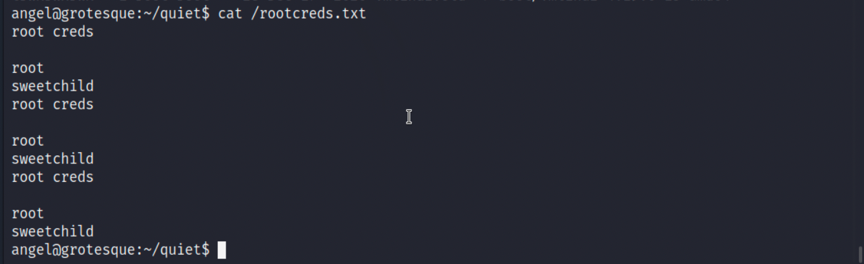 angel@grotesque:~/quiet$ cat /rootcreds.txt
root creds
root
sweetchild
root creds
root
sweetchild
root creds
root
sweetchild
angel@grotesque:~/quiet$